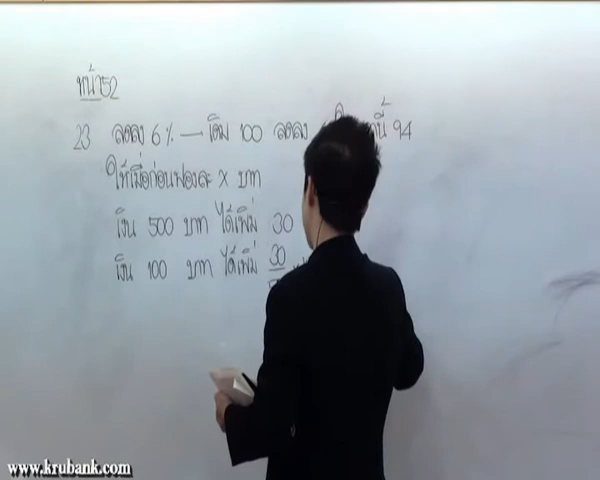 หน้า 52
23 ลดลง 6% — เดิม 100 ลดลง นี้ 94
ให้เมื่อก่อนฟองละ x บาท
เงิน 500 บาท ได้เพิ่ม 30
เงิน 100 บาท ได้เพิ่ม 30
www.krubank.com